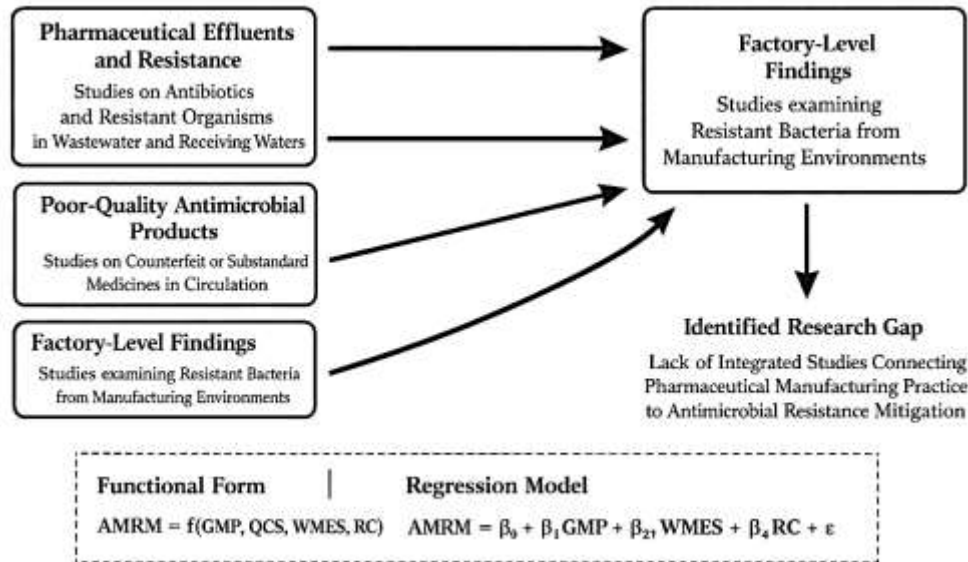 Pharmaceutical Effluents
and Resistance
Studies on Antibiotics
and Resistant Organisms
in Wastewater and Receiving Waters
Poor-Quality Antimicrobial
Products
Studies on Counterfeit or Substandard
Medicines in Circulation
Factory-Level Findings
Studies examining Resistant Bacteria
from Manufacturing Environments
Factory-Level
Findings
Studies examining
Resistant Bacteria from
Manufacturing Environments
Identified Research Gap
Lack of Integrated Studies Connecting
Pharmaceutical Manufacturing Practice
to Antimicrobial Resistance Mitigation
Functional Form | Regression Model
AMRM = f(GMP, QCS, WMES, RC) AMRM = β₀ + β₁GMP + β₂, WMES + β₄RC + ε